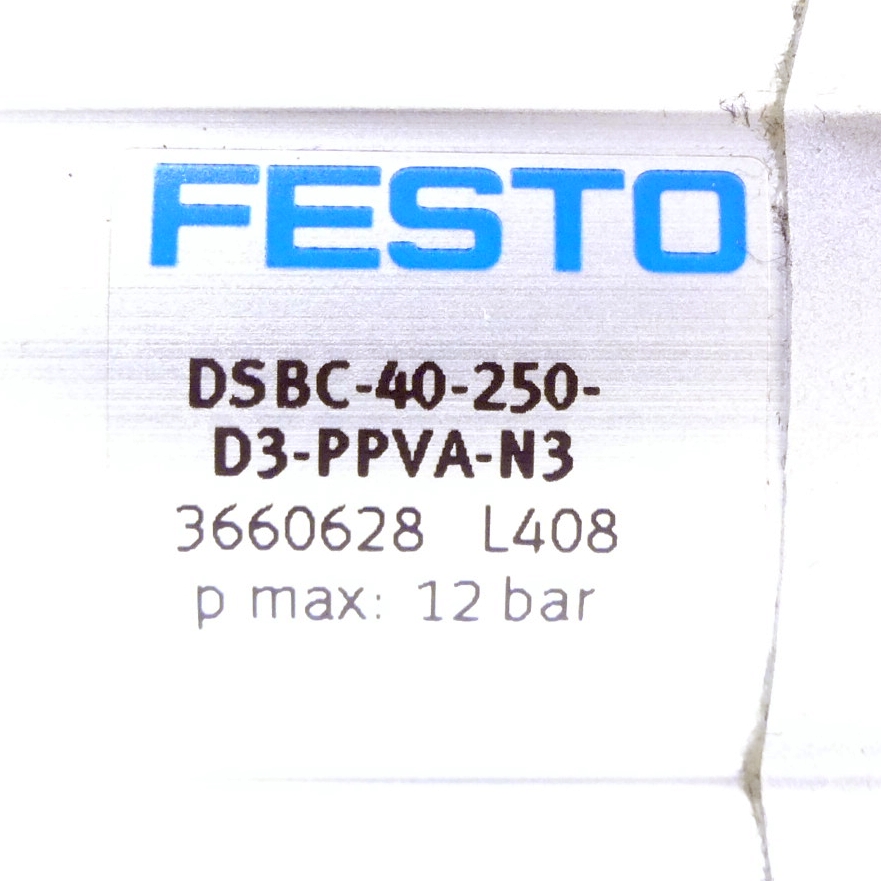 FESTO
DSBC-40-250-
D3-PPVA-N3
3660628 L408
p max: 12 bar